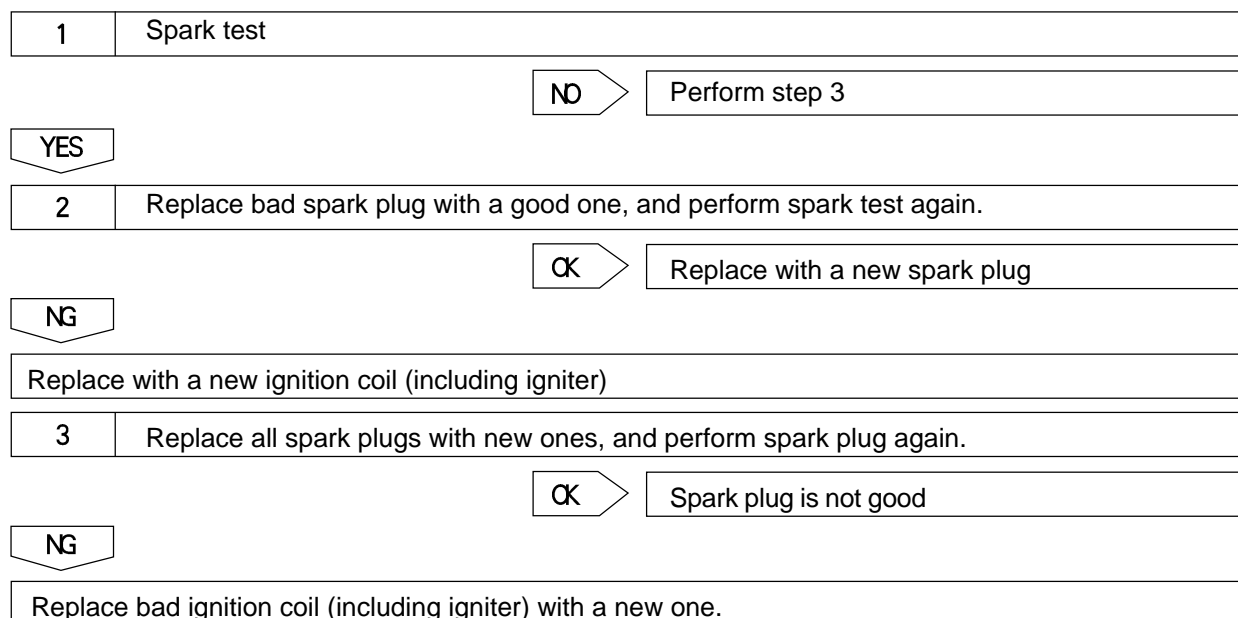 1 Spark test
NO Perform step 3
YES
2 Replace bad spark plug with a good one, and perform spark test again.
OK Replace with a new spark plug
NG
Replace with a new ignition coil (including igniter)
3 Replace all spark plugs with new ones, and perform spark plug again.
OK Spark plug is not good
NG
Replace bad ignition coil (including igniter) with a new one.